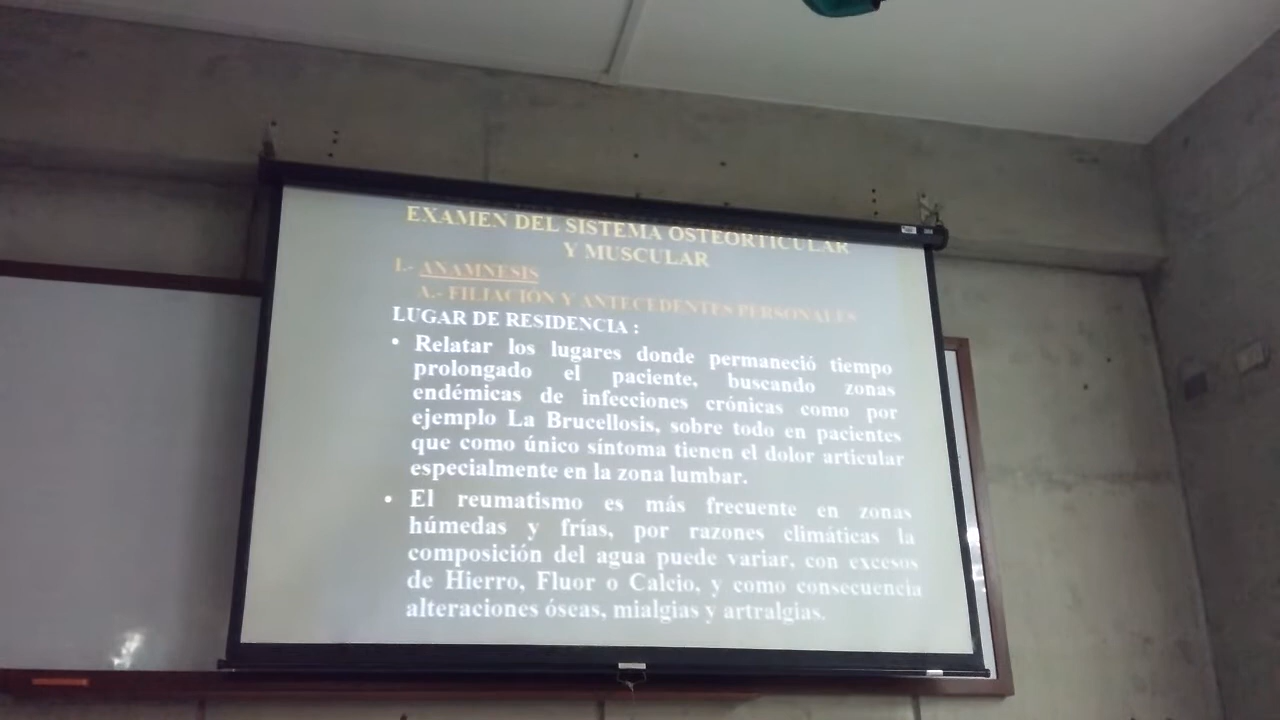 EXAMEN DEL SISTEMA OSTEORTICULAR
Y MUSCULAR
I.- ANAMNESIS
A.- FILIACIÓN Y ANTECEDENTES PERSONALES
LUGAR DE RESIDENCIA :
• Relatar los lugares donde permaneció tiempo
prolongado el paciente, buscando zonas
endémicas de infecciones crónicas como por
ejemplo La Brucellosis, sobre todo en pacientes
que como único síntoma tienen el dolor articular
especialmente en la zona lumbar.
• El reumatismo es más frecuente en zonas
húmedas y frías, por razones climáticas la
composición del agua puede variar, con excesos
de Hierro, Fluor o Calcio, y como consecuencia
alteraciones óseas, mialgias y artralgias.